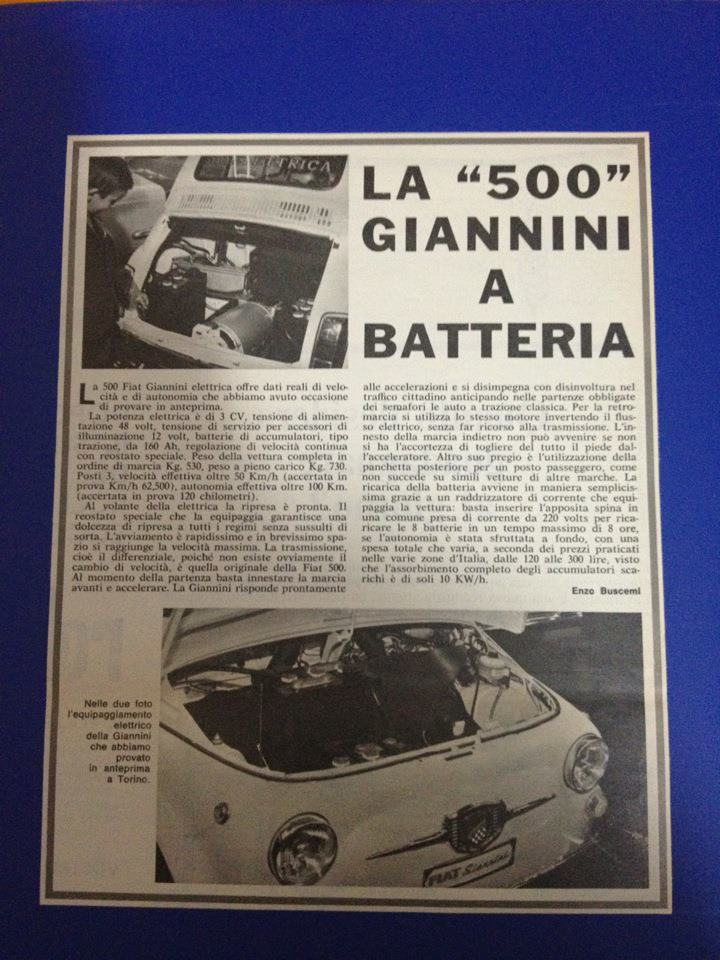 LA “500”
GIANNINI
A
BATTERIA
La 500 Fiat Giannini elettrica offre dati reali di velo-
cità e di autonomia che abbiamo avuto occasione
di provare in anteprima.
La potenza elettrica è di 3 CV, tensione di alimen-
tazione 48 volt, tensione di servizio per accessori di
illuminazione 12 volt, batterie di accumulatori, tipo
trazione, da 160 Ah, regolazione di velocità continua
con reostato speciale. Peso della vettura completa in
ordine di marcia Kg. 530, peso a pieno carico Kg. 730.
Posti 3, velocità effettiva oltre 50 Km/h (accertata in
prova Km/h 62,500), autonomia effettiva oltre 100 Km.
(accertata in prova 120 chilometri).
Al volante della elettrica la ripresa è pronta. Il
reostato speciale che la equipaggia garantisce una
dolcezza di ripresa a tutti i regimi senza sussulti di
sorta. L'avviamento è rapidissimo e in brevissimo spa-
zio si raggiunge la velocità massima. La trasmissione,
cioè il differenziale, poiché non esiste ovviamente il
cambio di velocità, è quella originale della Fiat 500.
Al momento della partenza basta innestare la marcia
avanti e accelerare. La Giannini risponde prontamente
alle accelerazioni e si disimpegna con disinvoltura nel
traffico cittadino anticipando nelle partenze obbligate
dei semafori le auto a trazione classica. Per la retro-
marcia si utilizza lo stesso motore invertendo il flus-
so elettrico, senza far ricorso alla trasmissione. L'in-
nesto della marcia indietro non può avvenire se non
si ha l'accortezza di togliere del tutto il piede dal-
l'acceleratore. Altro suo pregio è l'utilizzazione della
panchetta posteriore per un posto passeggero, come
non succede su simili vetture di altre marche. La
ricarica della batteria avviene in maniera semplicis-
sima grazie a un raddrizzatore di corrente che equi-
paggia la vettura: basta inserire l'apposita spina in
una comune presa di corrente da 220 volts per rica-
ricare le 8 batterie in un tempo massimo di 8 ore,
se l'autonomia è stata sfruttata a fondo, con una
spesa totale che varia, a seconda dei prezzi praticati
nelle varie zone d'Italia, dalle 120 alle 300 lire, visto
che l'assorbimento completo degli accumulatori sca-
richi è di soli 10 KW/h.
Enzo Buscemi
Nelle due foto
l'equipaggiamento
elettrico
della Giannini
che abbiamo
provato
in anteprima
a Torino.
FIAT Giannini